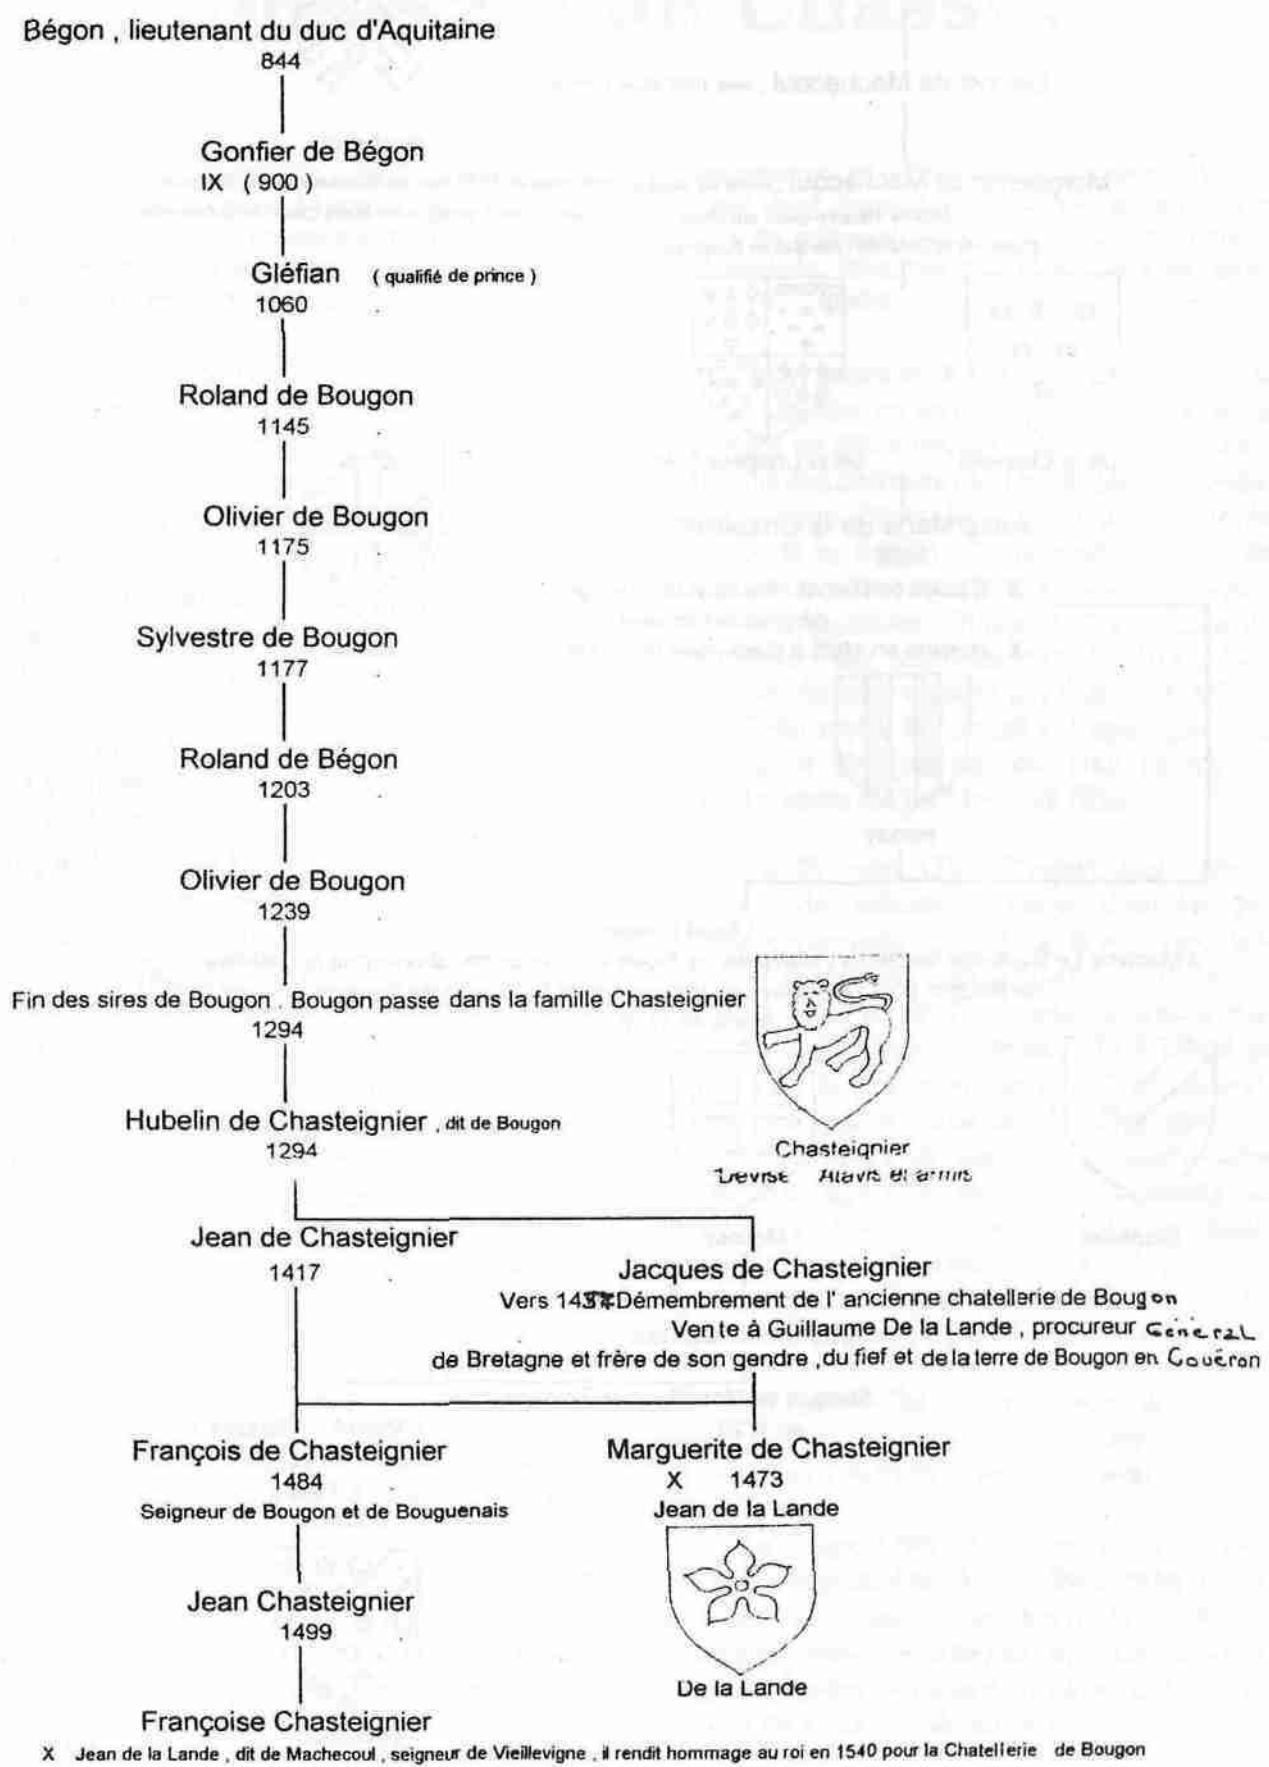 Bégon , lieutenant du duc d'Aquitaine
844
Gonfier de Bégon
IX ( 900 )
Gléfian ( qualifié de prince )
1060
Roland de Bougon
1145
Olivier de Bougon
1175
Sylvestre de Bougon
1177
Roland de Bégon
1203
Olivier de Bougon
1239
Fin des sires de Bougon . Bougon passe dans la famille Chasteignier
1294
Hubelin de Chasteignier , dit de Bougon
1294
Chasteignier
Devise
Jean de Chasteignier
1417
Jacques de Chasteignier
Vers Démembrement de l' ancienne chatellerie de Bougon
Vente à Guillaume De la Lande , procureur General
de Bretagne et frère de son gendre , du fief et de la terre de Bougon en Couëron
François de Chasteignier
1484
Seigneur de Bougon et de Bouguenais
Marguerite de Chasteignier
X 1473
Jean de la Lande
Jean Chasteignier
1499
De la Lande
Françoise Chasteignier
X Jean de la Lande , dit de Machecoul , seigneur de Vieillevigne , il rendit hommage au roi en 1540 pour la Chatellerie de Bougon